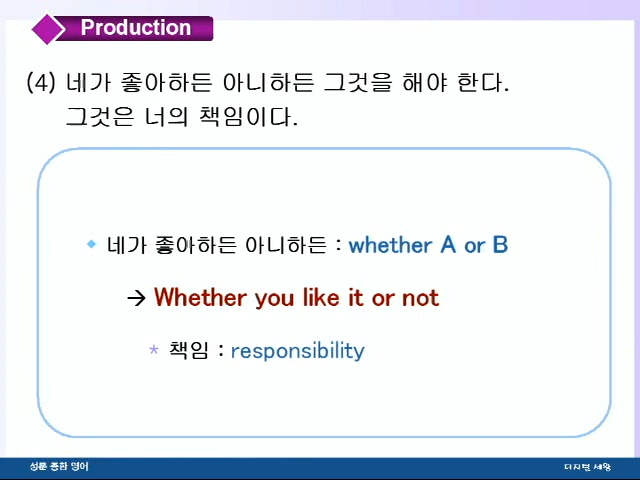 Production
(4) 네가 좋아하든 아니하든 그것을 해야 한다.
그것은 너의 책임이다.
네가 좋아하든 아니하든 : whether A or B
→ Whether you like it or not
* 책임 : responsibility
성문 종합 영어
디지털 세상